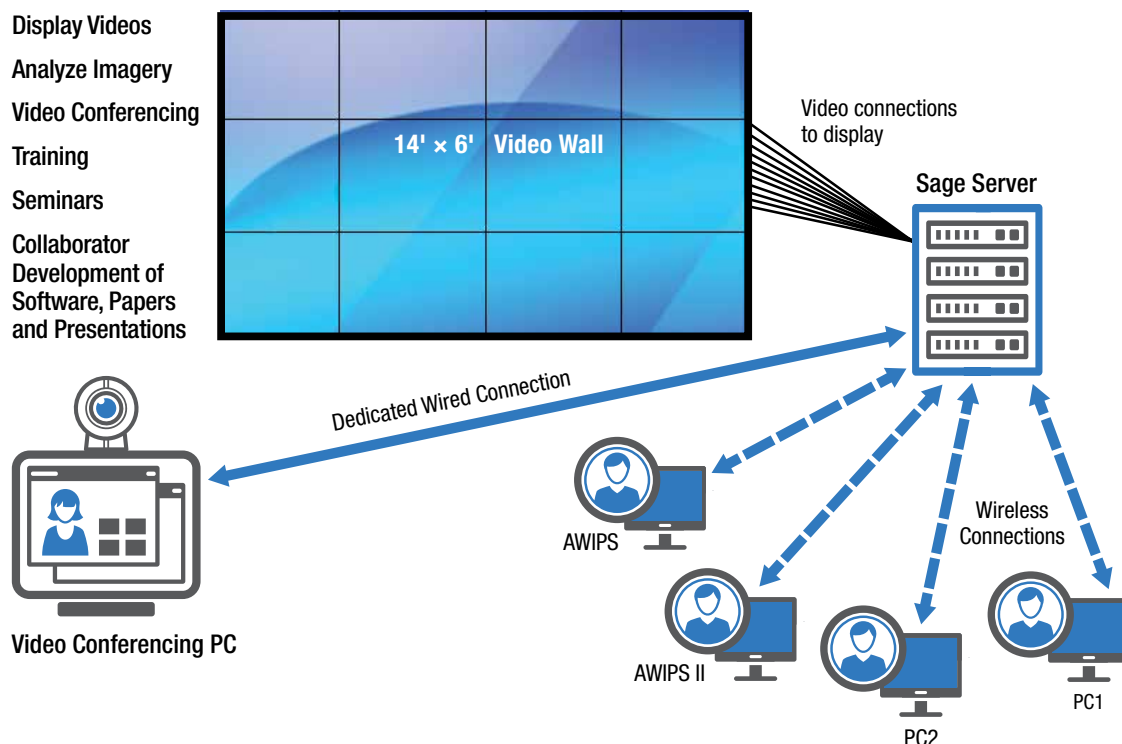 Display Videos
Analyze Imagery
Video Conferencing
Training
Seminars
Collaborator
Development of
Software, Papers
and Presentations
14' × 6' Video Wall
Video connections
to display
Sage Server
Dedicated Wired Connection
Video Conferencing PC
AWIPS
AWIPS II
PC2
Wireless
Connections
PC1